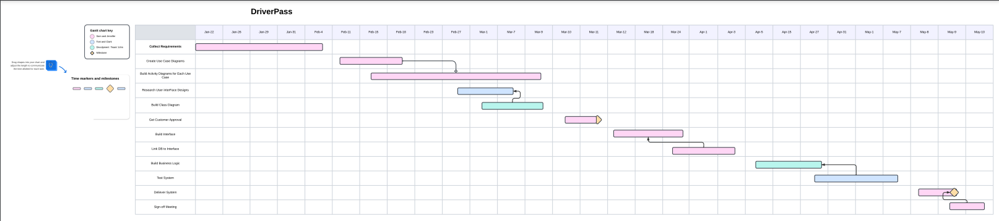 DriverPass
Gantt chart key
Sam and Jennifer
Tim and Clark
Milestone
Drag shapes into your chart and
adjust the length to communicate
the time allotted for each task.
Time markers and milestones
Jan-22 Jan-26 Jan-29 Jan-31 Feb-4 Feb-11 Feb-15 Feb-18 Feb-23 Feb-27 Mar-1 Mar-7 Mar-9 Mar-10 Mar-11 Mar-12 Mar-18 Mar-24 Apr-1 Apr-3 Apr-5 Apr-15 Apr-27 Apr-31 May-1 May-7 May-8 May-9 May-10
Collect Requirements
Create Use Case Diagrams
Build Activity Diagrams for Each Use
Case
Research User interFace Designs
Build Class Diagram
Get Customer Approval
Build Interface
Link DB to Interface
Build Business Logic
Test System
Deliever System
Sign-off Meeting